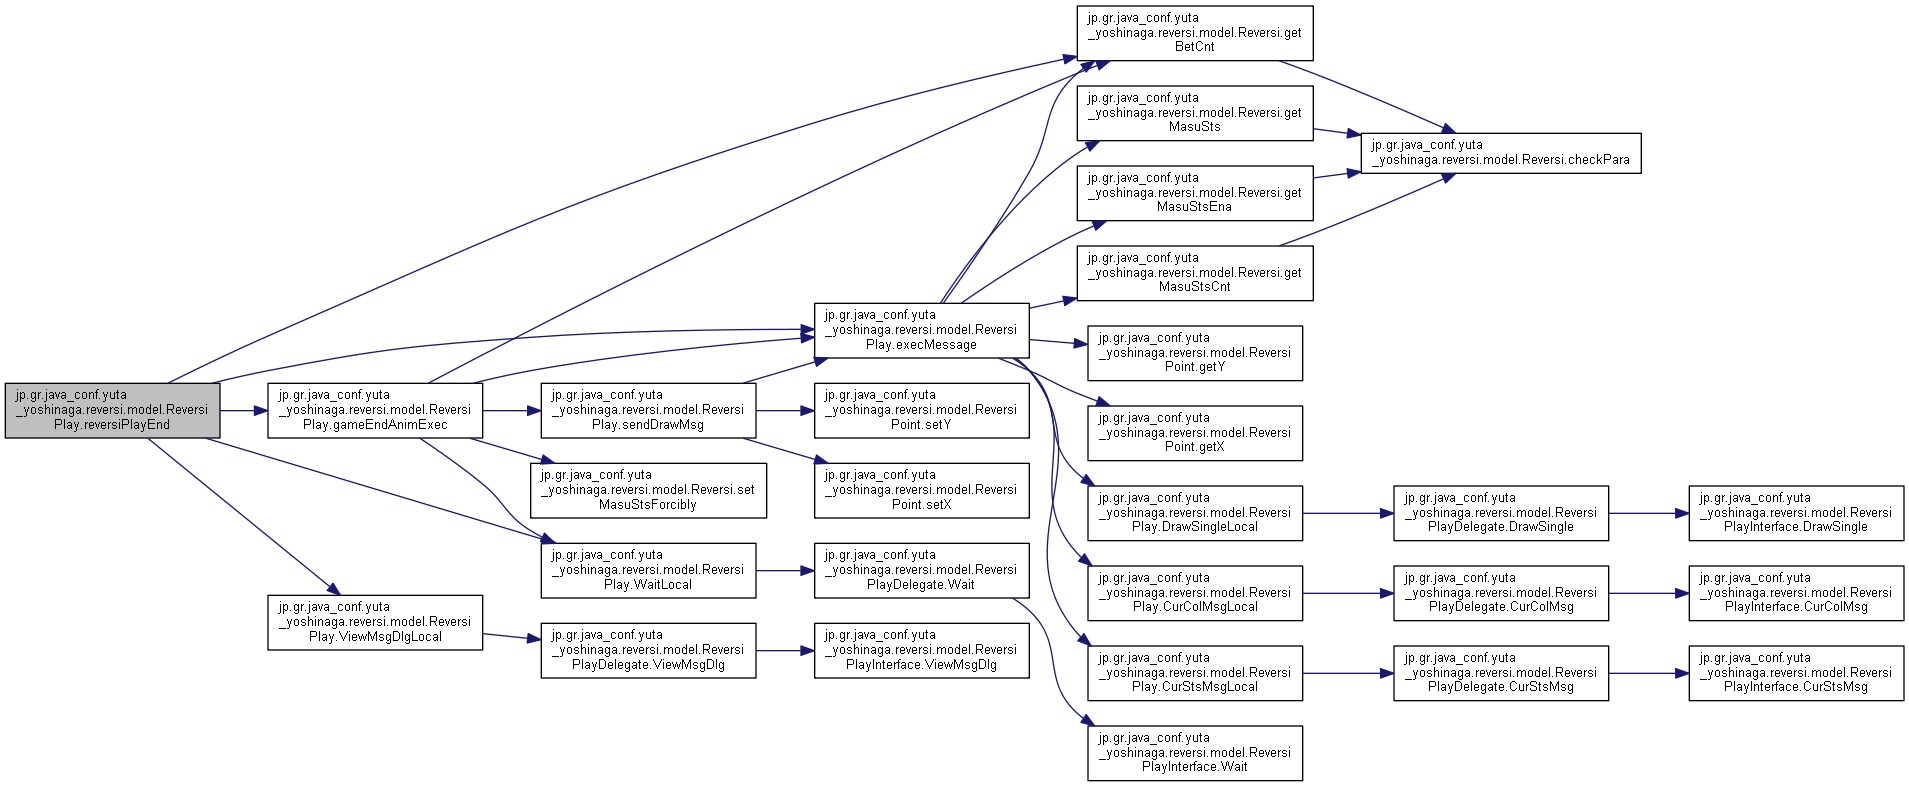 jp.gr.java_conf.yuta
_yoshinaga.reversi.model.Reversi
Play.reversiPlayEnd
jp.gr.java_conf.yuta
_yoshinaga.reversi.model.Reversi
Play.gameEndAnimExec
jp.gr.java_conf.yuta
_yoshinaga.reversi.model.Reversi
Play.ViewMsgDlgLocal
jp.gr.java_conf.yuta
_yoshinaga.reversi.model.Reversi
Play.sendDrawMsg
jp.gr.java_conf.yuta
_yoshinaga.reversi.model.Reversi.set
MasuStsForcibly
jp.gr.java_conf.yuta
_yoshinaga.reversi.model.Reversi
Play.WaitLocal
jp.gr.java_conf.yuta
_yoshinaga.reversi.model.Reversi
PlayDelegate.ViewMsgDlg
jp.gr.java_conf.yuta
_yoshinaga.reversi.model.Reversi
Play.execMessage
jp.gr.java_conf.yuta
_yoshinaga.reversi.model.Reversi
Point.setY
jp.gr.java_conf.yuta
_yoshinaga.reversi.model.Reversi
Point.setX
jp.gr.java_conf.yuta
_yoshinaga.reversi.model.Reversi
PlayDelegate.Wait
jp.gr.java_conf.yuta
_yoshinaga.reversi.model.Reversi
PlayInterface.ViewMsgDlg
jp.gr.java_conf.yuta
_yoshinaga.reversi.model.Reversi.get
BetCnt
jp.gr.java_conf.yuta
_yoshinaga.reversi.model.Reversi.get
MasuSts
jp.gr.java_conf.yuta
_yoshinaga.reversi.model.Reversi.get
MasuStsEna
jp.gr.java_conf.yuta
_yoshinaga.reversi.model.Reversi.get
MasuStsCnt
jp.gr.java_conf.yuta
_yoshinaga.reversi.model.Reversi
Point.getY
jp.gr.java_conf.yuta
_yoshinaga.reversi.model.Reversi
Point.getX
jp.gr.java_conf.yuta
_yoshinaga.reversi.model.Reversi
Play.DrawSingleLocal
jp.gr.java_conf.yuta
_yoshinaga.reversi.model.Reversi
Play.CurColMsgLocal
jp.gr.java_conf.yuta
_yoshinaga.reversi.model.Reversi
Play.CurStsMsgLocal
jp.gr.java_conf.yuta
_yoshinaga.reversi.model.Reversi
PlayInterface.Wait
jp.gr.java_conf.yuta
_yoshinaga.reversi.model.Reversi.checkPara
jp.gr.java_conf.yuta
_yoshinaga.reversi.model.Reversi
PlayDelegate.DrawSingle
jp.gr.java_conf.yuta
_yoshinaga.reversi.model.Reversi
PlayDelegate.CurColMsg
jp.gr.java_conf.yuta
_yoshinaga.reversi.model.Reversi
PlayDelegate.CurStsMsg
jp.gr.java_conf.yuta
_yoshinaga.reversi.model.Reversi
PlayInterface.DrawSingle
jp.gr.java_conf.yuta
_yoshinaga.reversi.model.Reversi
PlayInterface.CurColMsg
jp.gr.java_conf.yuta
_yoshinaga.reversi.model.Reversi
PlayInterface.CurStsMsg